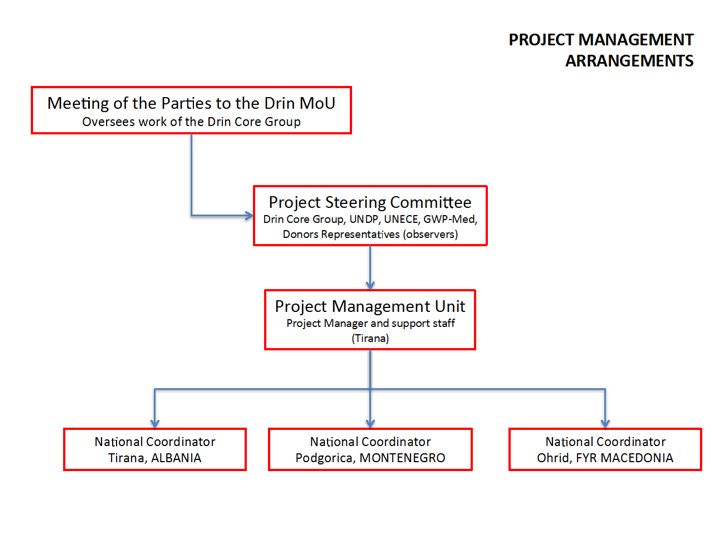 PROJECT MANAGEMENT
ARRANGEMENTS
Meeting of the Parties to the Drin MoU
Oversees work of the Drin Core Group
Project Steering Committee
Drin Core Group, UNDP, UNECE, GWP-Med,
Donors Representatives (observers)
Project Management Unit
Project Manager and support staff
(Tirana)
National Coordinator
Tirana, ALBANIA
National Coordinator
Podgorica, MONTENEGRO
National Coordinator
Ohrid, FYR MACEDONIA